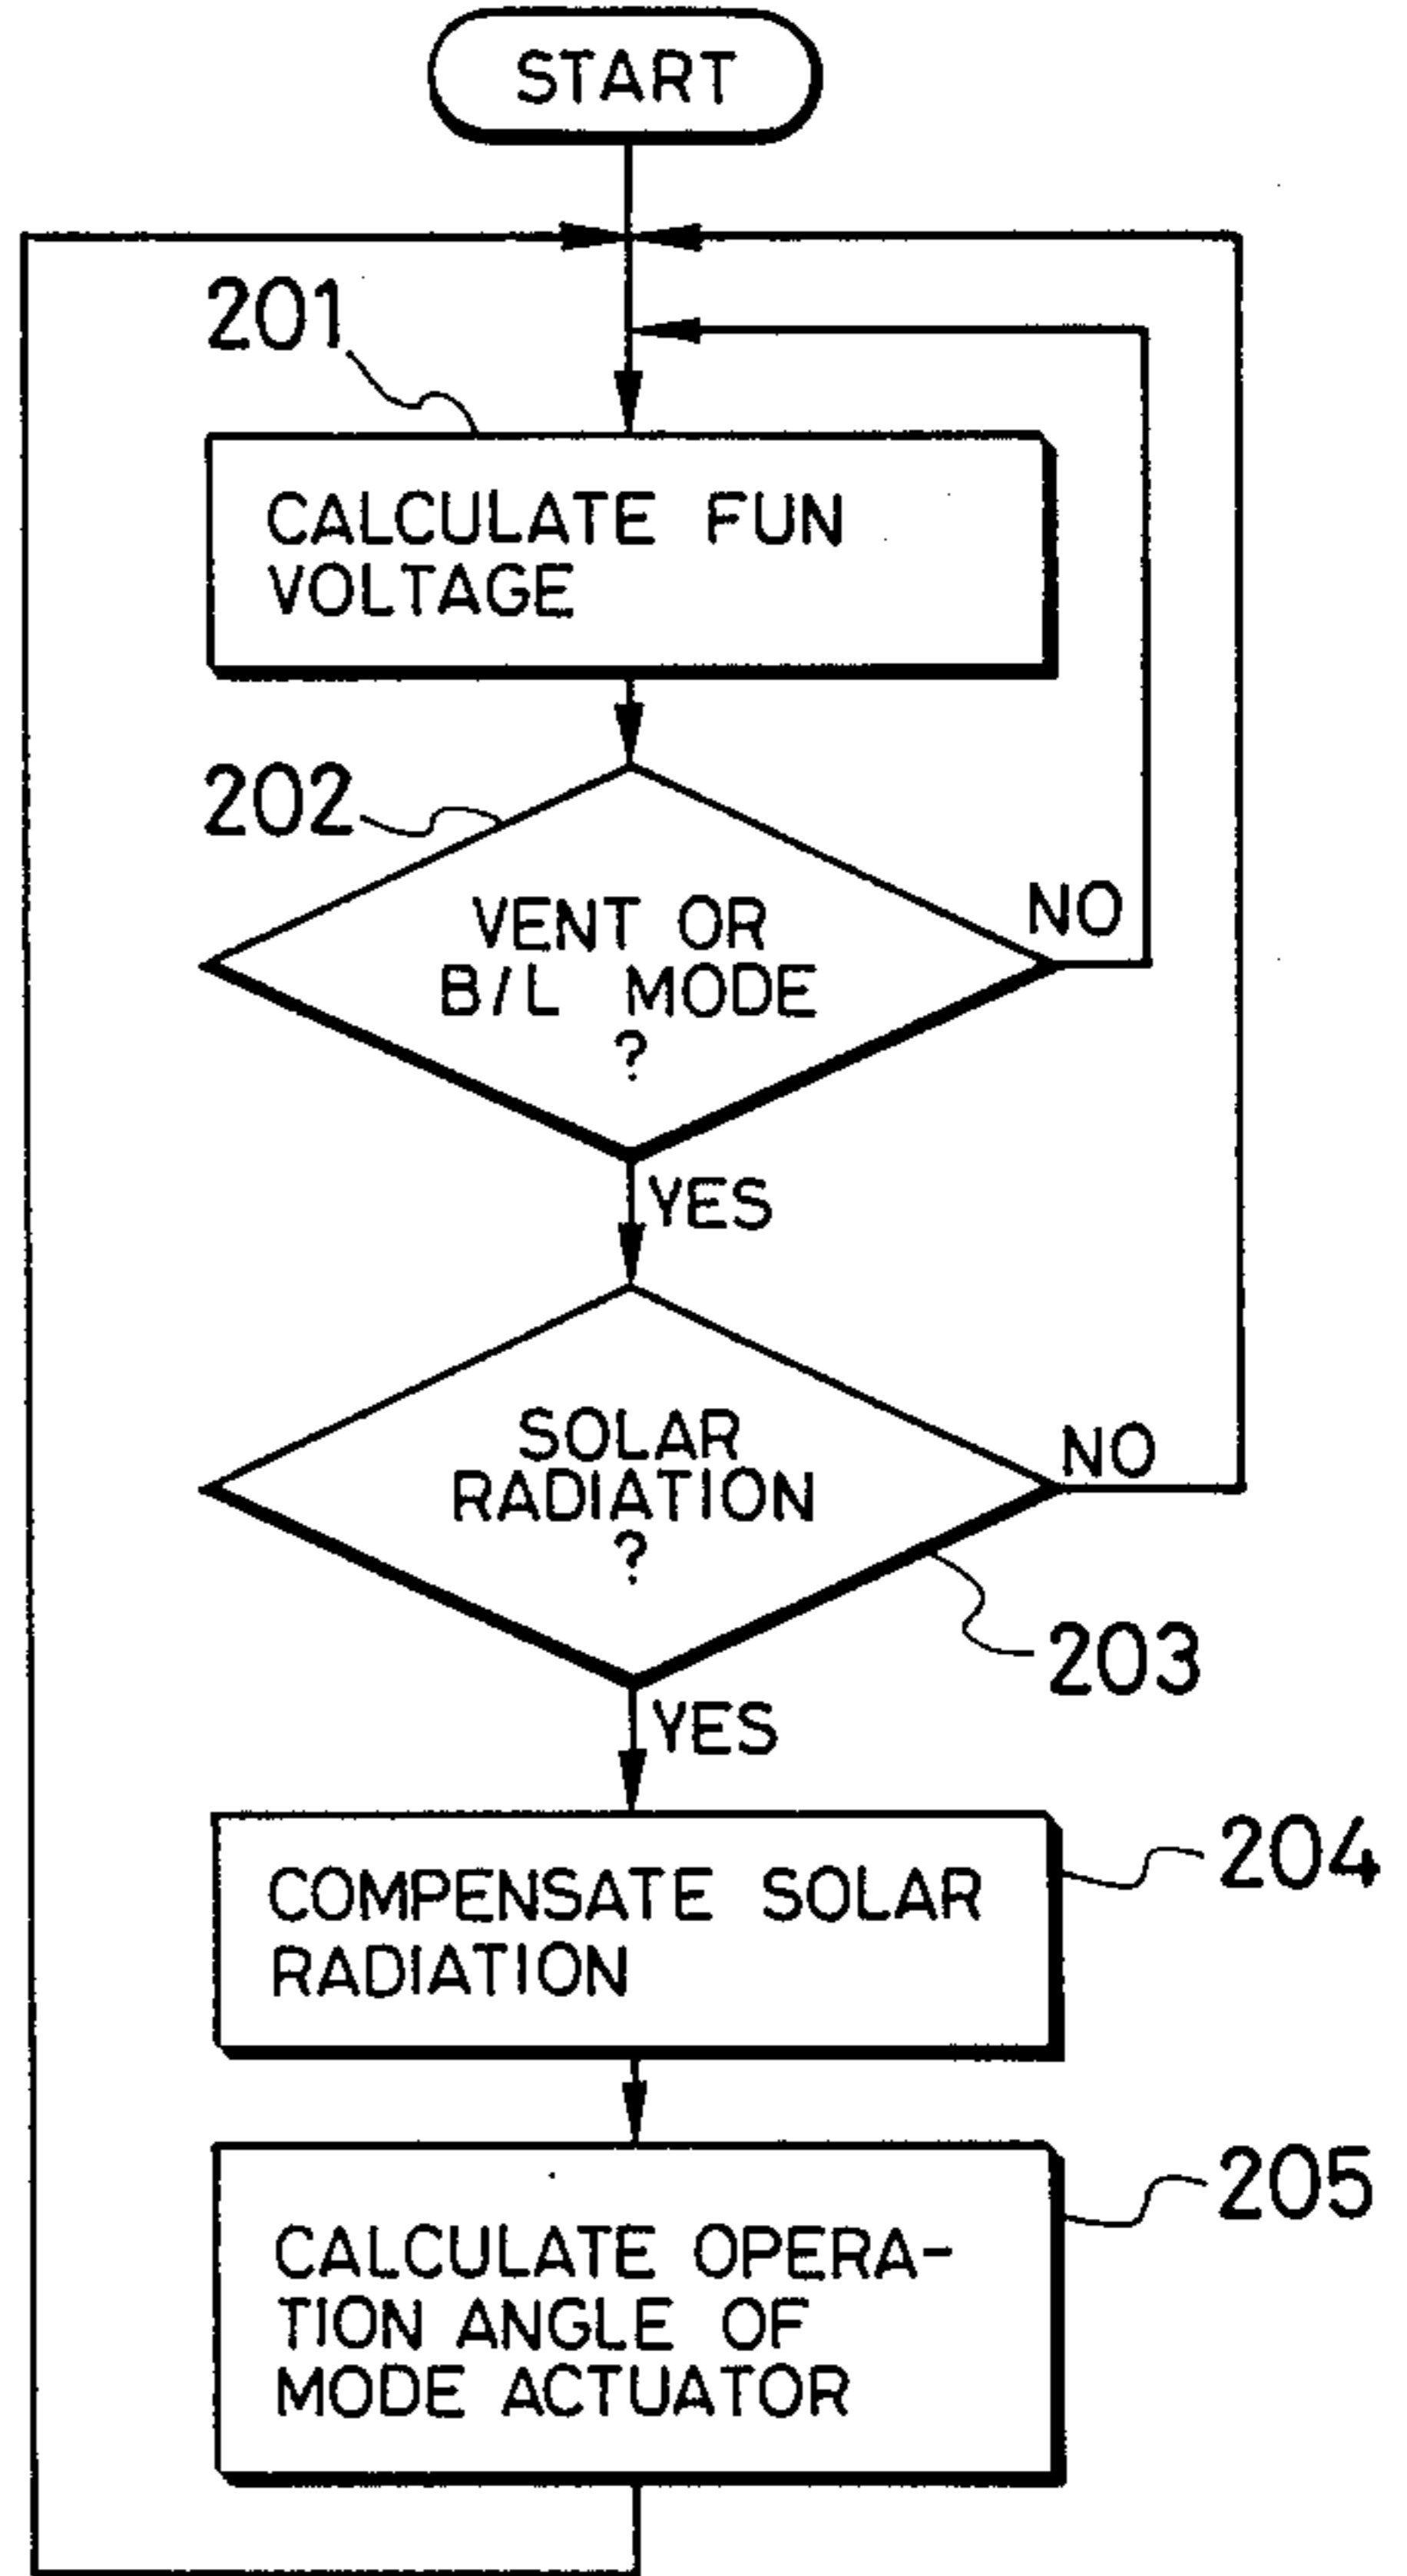 START
201
CALCULATE FUN
VOLTAGE
202
VENT OR
B/L MODE
?
NO
YES
SOLAR
RADIATION
?
NO
203
YES
COMPENSATE SOLAR
RADIATION
204
CALCULATE OPERA-
TION ANGLE OF
MODE ACTUATOR
205